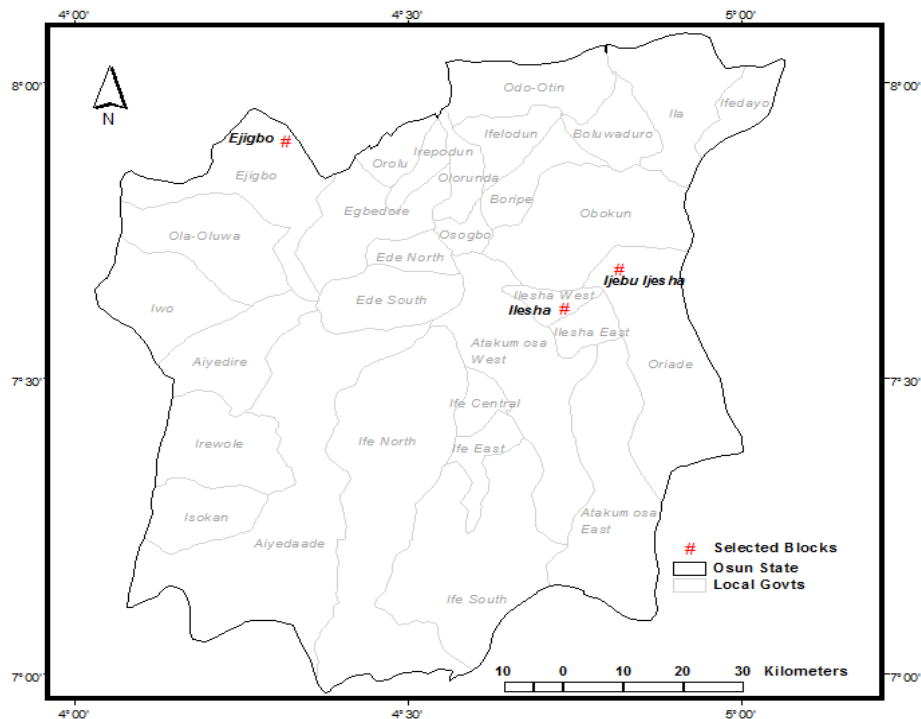 4°00' 4°30' 5°00'
8°00' 8°00'
N
Odo-Otin
Ila
Ifedayo
Ejigbo
Ifelodun
Boluwaduro
Irepodun
Orolu
Ejigbo
Olorunda
Boripe
Egbedore
Obokun
Ola-Oluwa
Osogbo
Ede North
Ijebu Ijesha
Ilesha West
Ede South
Iwo
Ilesha
Ilesha East
Atakumosa
West
Aiyedire
Oriade
7°30' 7°30'
Ife Central
Irewole
Ife North
Ife East
Isokan
Atakumosa
East
Aiyedaade
# Selected Blocks
Osun State
Local Govts
Ife South
10 0 10 20 30 Kilometers
7°00' 7°00'
4°00' 4°30' 5°00'